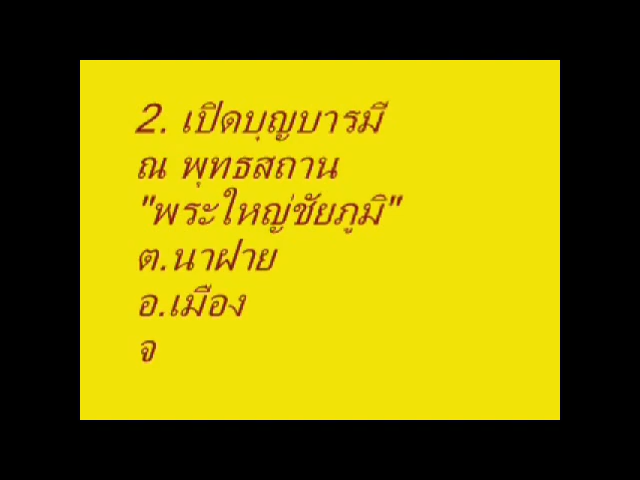 2. เปิดบุญบารมี
ณ พุทธสถาน
"พระใหญ่ชัยภูมิ"
ต.นาฝาย
อ.เมือง
จ